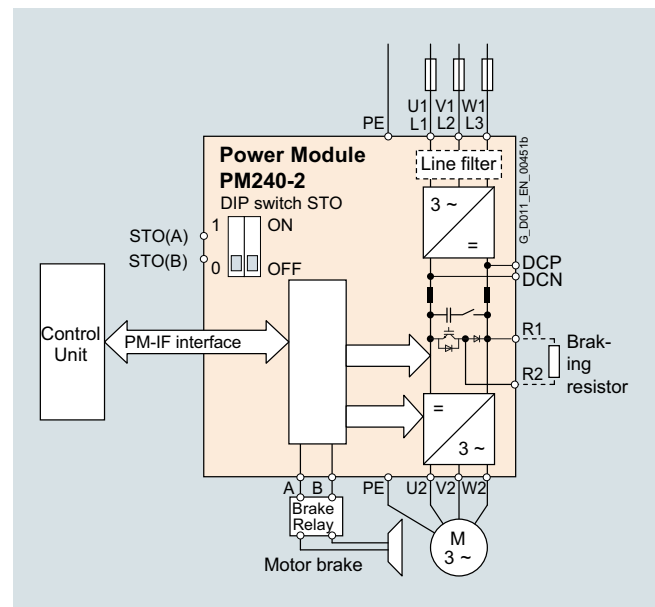 U1 V1 W1
PE L1 L2 L3
Power Module
PM240-2
Line filter
DIP switch STO
1 ON
STO(A)
STO(B)
0 OFF
3 ~
=
G_D011_EN_00451b
DCP
DCN
Control
Unit
PM-IF interface
R1
R2
Brak-
ing
resistor
=
3 ~
A B PE U2 V2 W2
Brake
Relay
Motor brake
M
3 ~